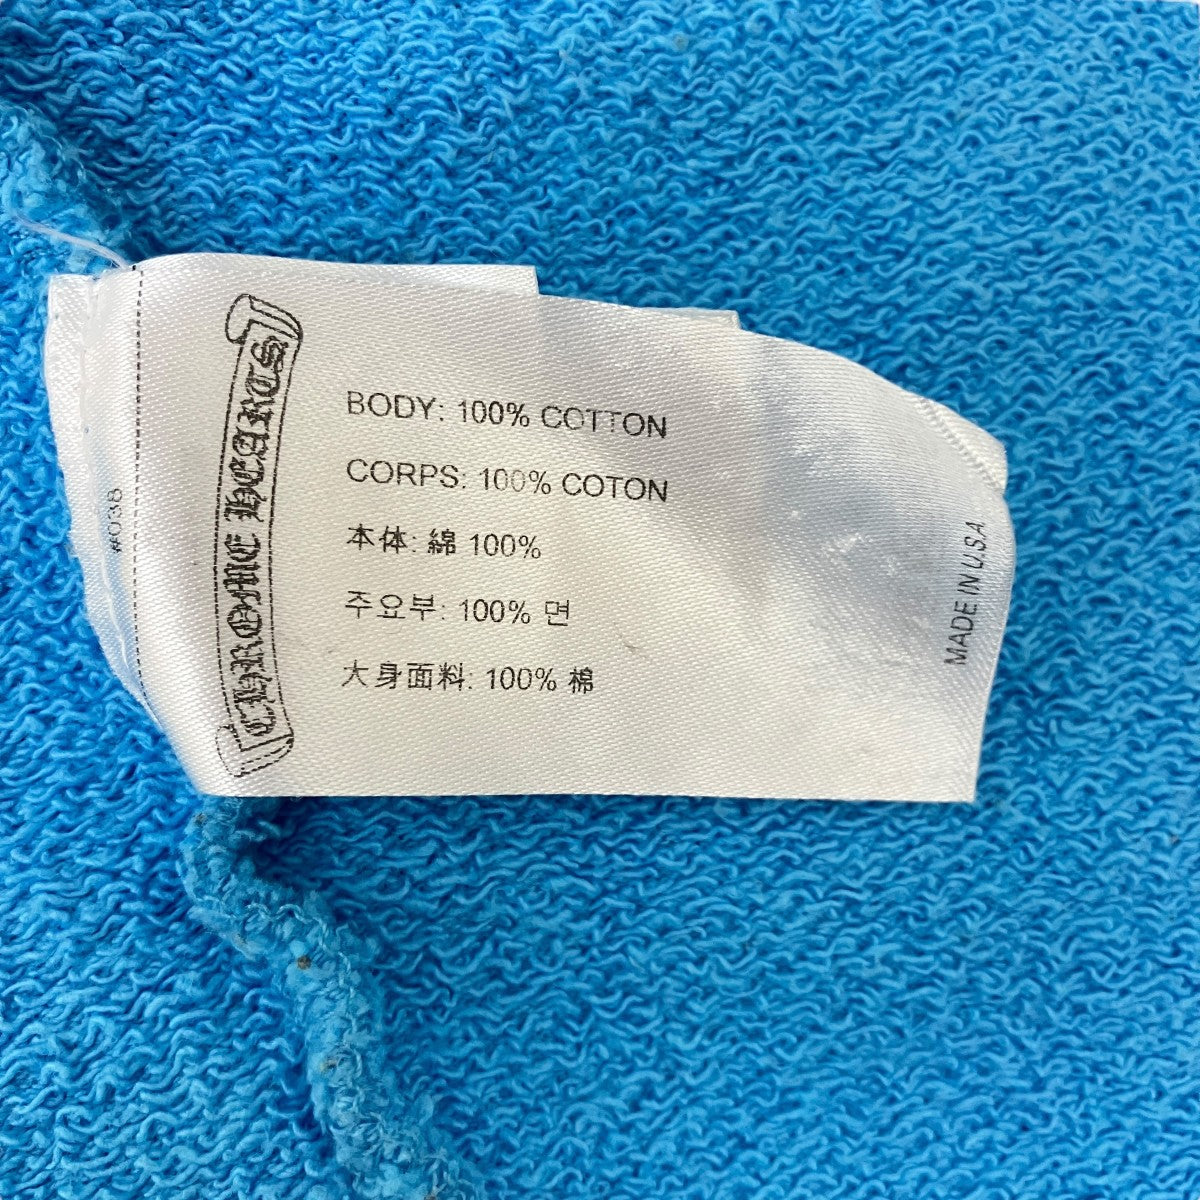 #038
CHROME HEARTS
BODY: 100% COTTON
CORPS: 100% COTON
本体: 綿 100%
주요부: 100% 면
大身面料: 100% 棉
MADE IN U.S.A.